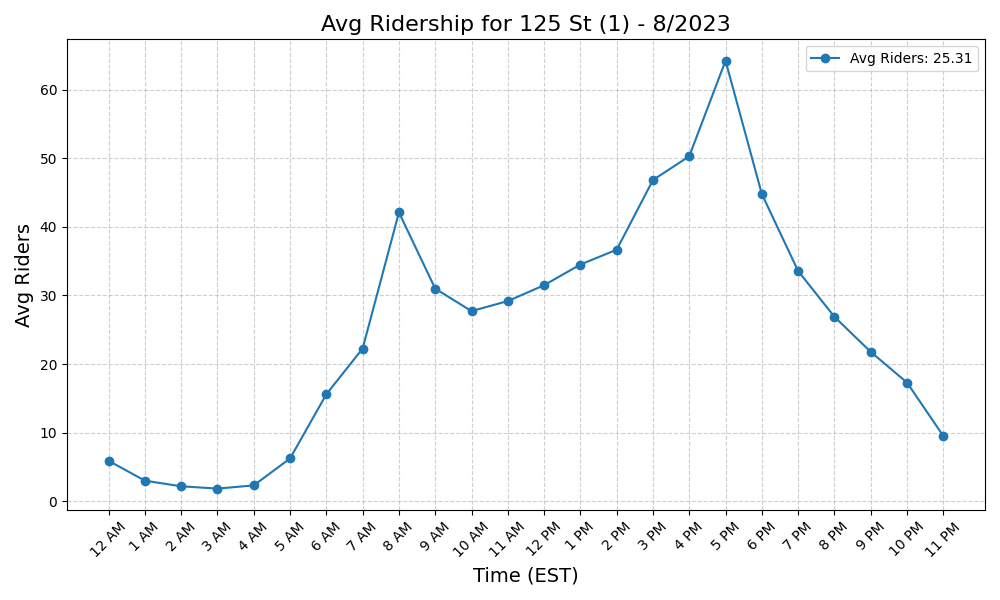 Avg Ridership for 125 St (1) - 8/2023
Avg Riders: 25.31
Avg Riders
60
50
40
30
20
10
0
12 AM 1 AM 2 AM 3 AM 4 AM 5 AM 6 AM 7 AM 8 AM 9 AM 10 AM 11 AM 12 PM 1 PM 2 PM 3 PM 4 PM 5 PM 6 PM 7 PM 8 PM 9 PM 10 PM 11 PM
Time (EST)